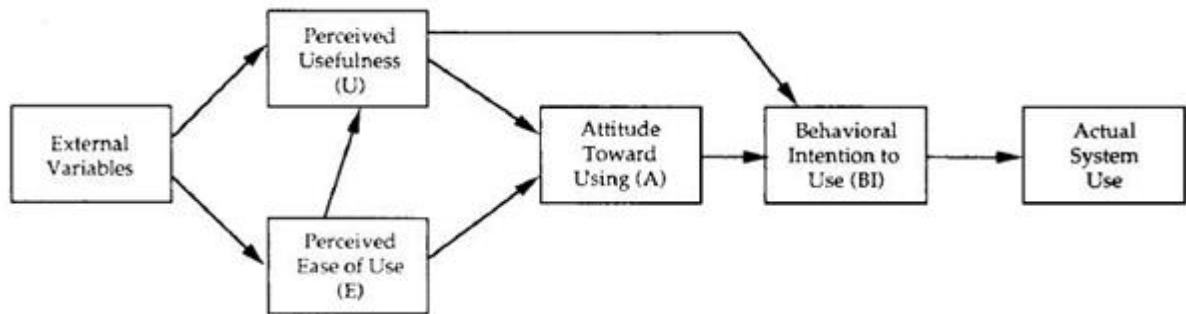 External
Variables
Perceived
Usefulness
(U)
Perceived
Ease of Use
(E)
Attitude
Toward
Using (A)
Behavioral
Intention to
Use (BI)
Actual
System
Use